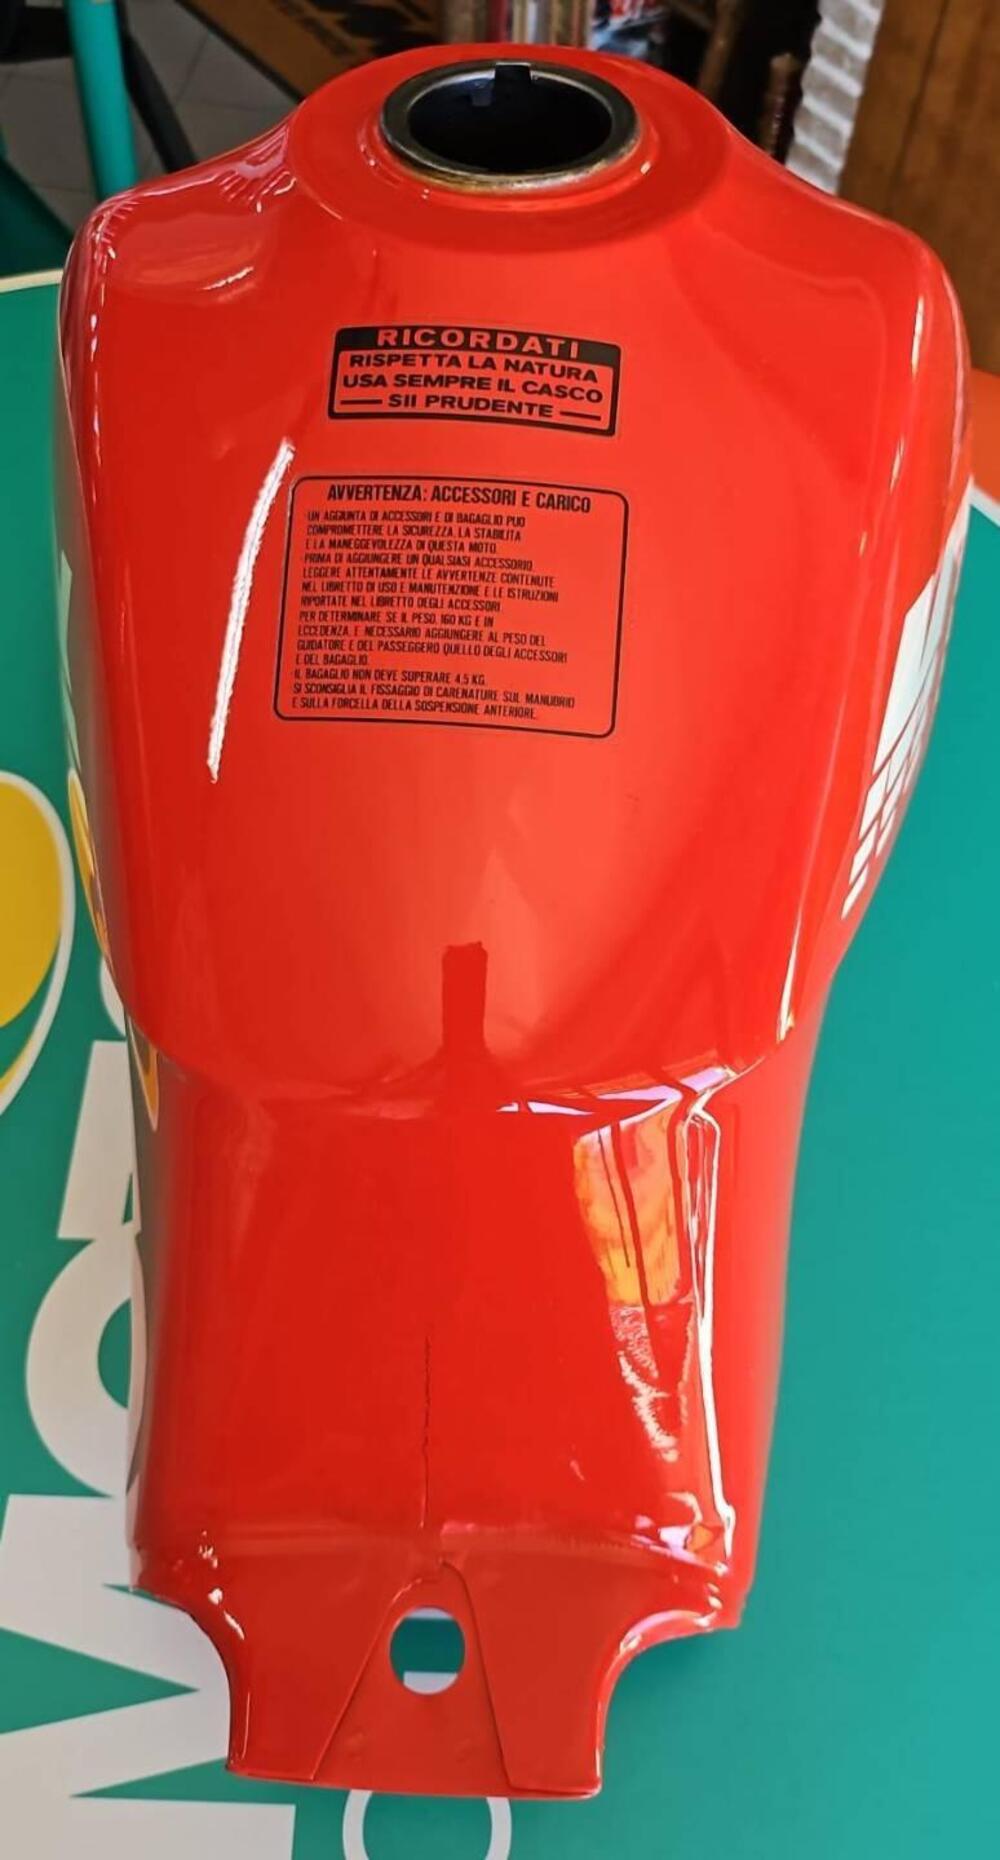 RICORDATI
RISPETTA LA NATURA
USA SEMPRE IL CASCO
SII PRUDENTE
AVVERTENZA: ACCESSORI E CARICO
UN AGGIUNTA DI ACCESSORI E DI BAGAGLIO PUO
COMPROMETTERE LA SICUREZZA, LA STABILITA
E LA MANEGGEVOLEZZA DI QUESTA MOTO.
PRIMA DI AGGIUNGERE UN QUALSIASI ACCESSORIO
LEGGERE ATTENTAMENTE LE AVVERTENZE CONTENUTE
NEL LIBRETTO DI USO E MANUTENZIONE E LE ISTRUZIONI
RIPORTATE NEL LIBRETTO DEGLI ACCESSORI.
PER DETERMINARE SE IL PESO, 160 KG E IN
ECCEDENZA, E NECESSARIO AGGIUNGERE AL PESO DEL
GUIDATORE E DEL PASSEGGERO QUELLO DEGLI ACCESSORI
E DEL BAGAGLIO.
IL BAGAGLIO NON DEVE SUPERARE 4.5 KG.
SI SCONSIGLIA IL FISSAGGIO DI CARENATURE SUL MANUBRIO
E SULLA FORCELLA DELLA SOSPENSIONE ANTERIORE.